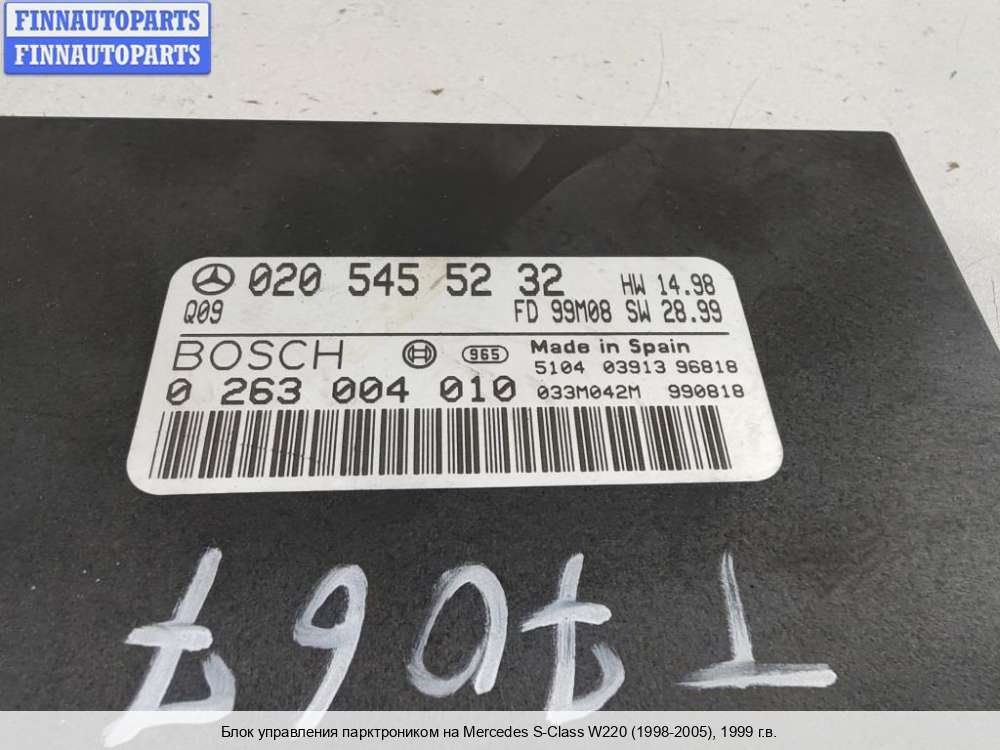 FINNAUTOPARTS
FINNAUTOPARTS
020 545 52 32 HW 14.98
Q09 FD 99M08 SW 28.99
BOSCH 965 Made in Spain
5104 03913 96818
0 263 004 010 033M042M 990818
Блок управления парктроником на Mercedes S-Class W220 (1998-2005), 1999 г.в.